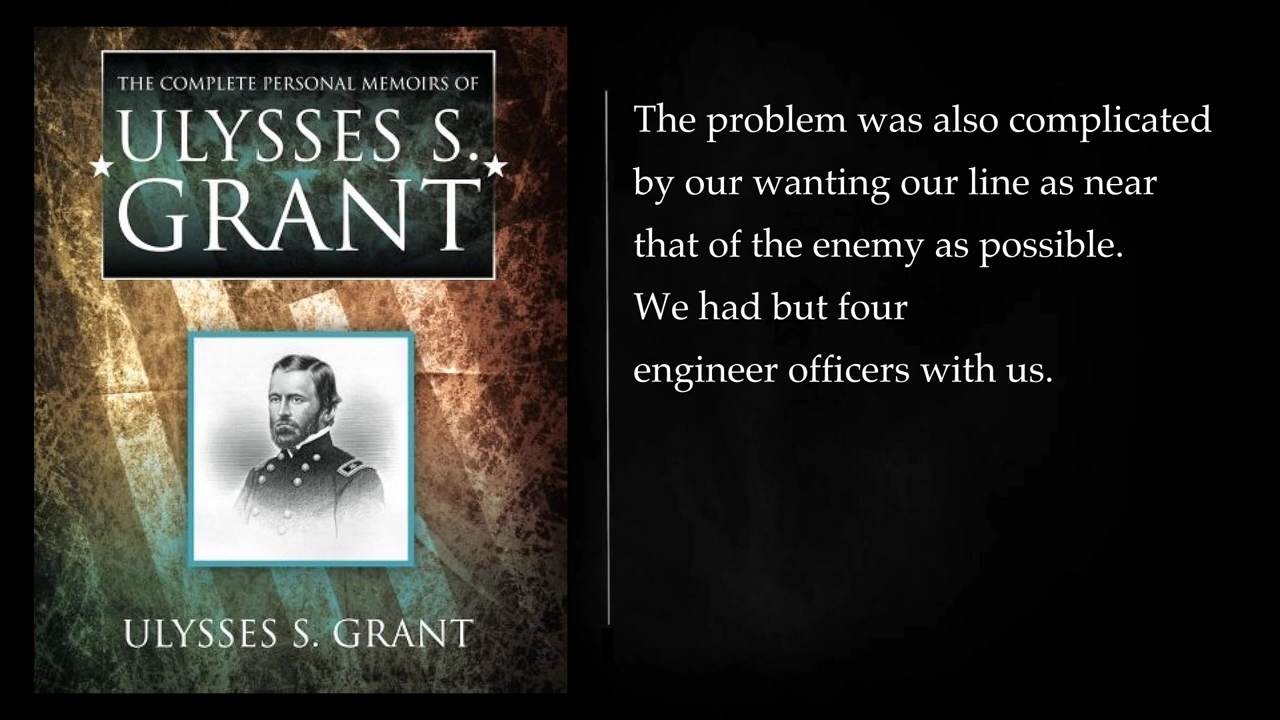 THE COMPLETE PERSONAL MEMOIRS OF
ULYSSES S.
GRANT
ULYSSES S. GRANT
The problem was also complicated
by our wanting our line as near
that of the enemy as possible.
We had but four
engineer officers with us.